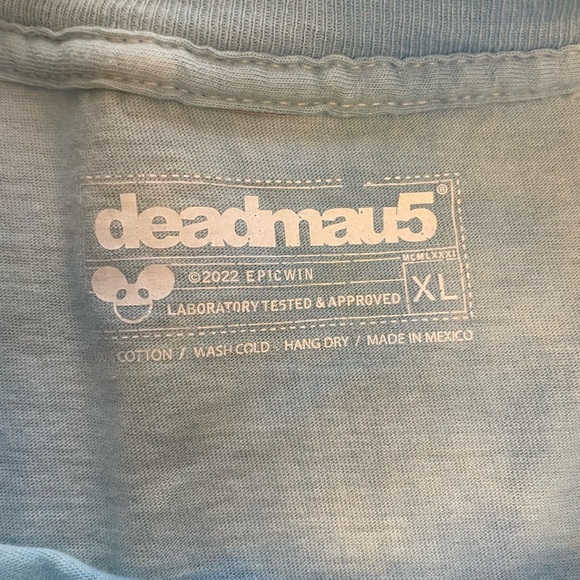 deadmau5®
MCMLXXXI
©2022 EPICWIN
LABORATORY TESTED & APPROVED
XL
COTTON / WASH COLD HANG DRY / MADE IN MEXICO